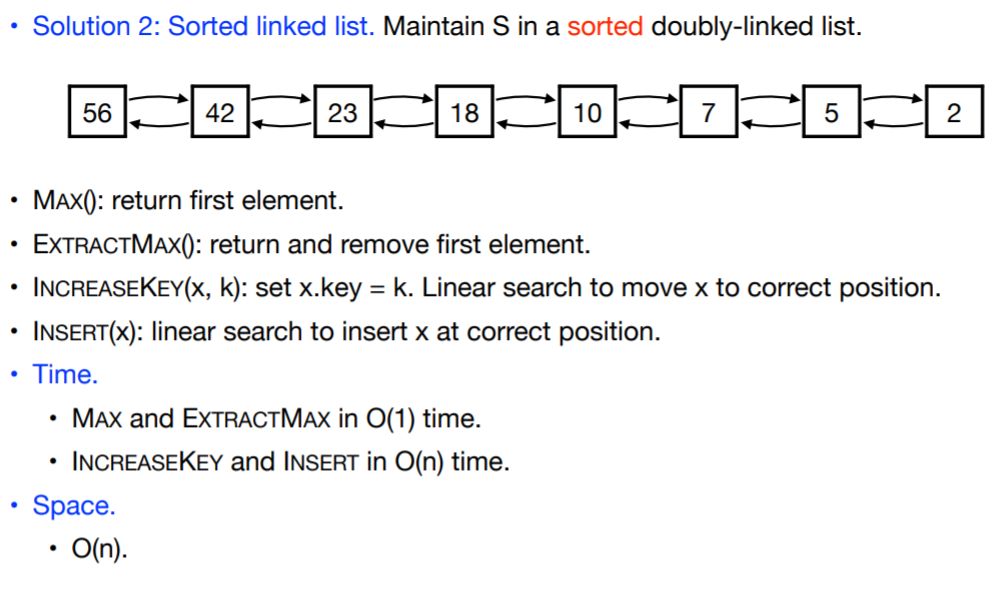 • Solution 2: Sorted linked list. Maintain S in a sorted doubly-linked list.
56 42 23 18 10 7 5 2
• MAX(): return first element.
• EXTRACTMAX(): return and remove first element.
• INCREASEKEY(x, k): set x.key = k. Linear search to move x to correct position.
• INSERT(x): linear search to insert x at correct position.
• Time.
• MAX and EXTRACTMAX in O(1) time.
• INCREASEKEY and INSERT in O(n) time.
• Space.
• O(n).